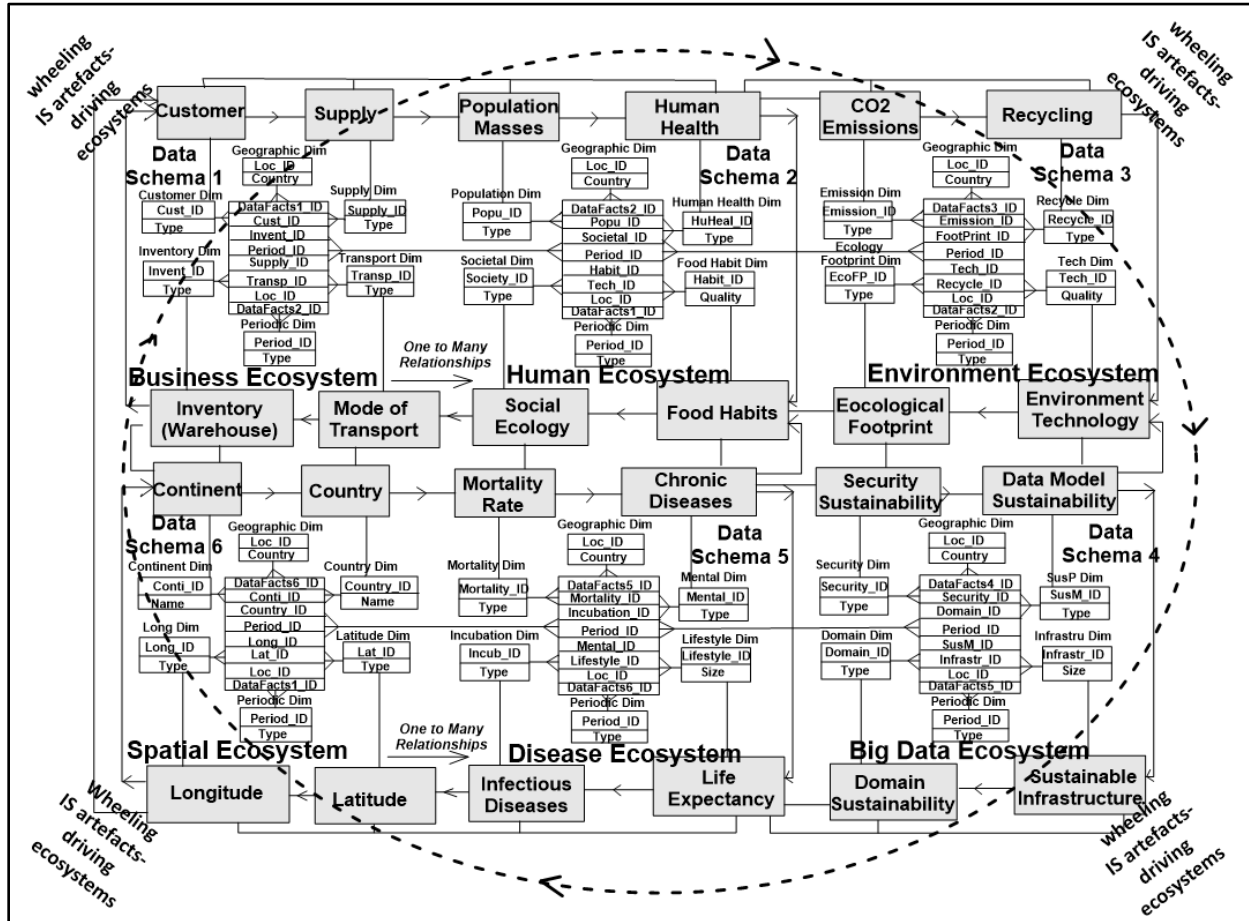 wheeling
IS artefacts-
driving
ecosystems
wheeling
IS artefacts-
driving
ecosystems
Customer
Supply
Population
Masses
Human
Health
CO2
Emissions
Recycling
Data
Schema 1
Geographic Dim
Loc_ID
Country
Customer Dim
Cust_ID
Type
Supply Dim
Supply_ID
Type
DataFacts1_ID
Cust_ID
Invent_ID
Period_ID
Supply_ID
Transp_ID
Loc_ID
DataFacts2_ID
Inventory Dim
Invent_ID
Type
Transport Dim
Transp_ID
Type
Periodic Dim
Period_ID
Type
Data
Schema 2
Geographic Dim
Loc_ID
Country
Population Dim
Popu_ID
Type
Human Health Dim
HuHeal_ID
Type
DataFacts2_ID
Popu_ID
Societal_ID
Period_ID
Habit_ID
Tech_ID
Loc_ID
DataFacts1_ID
Societal Dim
Society_ID
Type
Food Habit Dim
Habit_ID
Quality
Periodic Dim
Period_ID
Type
Data
Schema 3
Geographic Dim
Loc_ID
Country
Emission Dim
Emission_ID
Type
Recycle Dim
Recycle_ID
Type
DataFacts3_ID
Emission_ID
FootPrint_ID
Period_ID
Tech_ID
Recycle_ID
Loc_ID
DataFacts2_ID
Ecology
Footprint Dim
EcoFP_ID
Type
Tech Dim
Tech_ID
Quality
Periodic Dim
Period_ID
Type
One to Many
Relationships
Business Ecosystem
Human Ecosystem
Environment Ecosystem
Inventory
(Warehouse)
Mode of
Transport
Social
Ecology
Food Habits
Eocological
Footprint
Environment
Technology
Continent
Country
Mortality
Rate
Chronic
Diseases
Security
Sustainability
Data Model
Sustainability
Data
Schema 6
Geographic Dim
Loc_ID
Country
Continent Dim
Conti_ID
Name
Country Dim
Country_ID
Name
DataFacts6_ID
Conti_ID
Country_ID
Period_ID
Long_ID
Lat_ID
Loc_ID
DataFacts1_ID
Long Dim
Long_ID
Type
Latitude Dim
Lat_ID
Type
Periodic Dim
Period_ID
Type
Data
Schema 5
Geographic Dim
Loc_ID
Country
Mortality Dim
Mortality_ID
Type
Mental Dim
Mental_ID
Type
DataFacts5_ID
Mortality_ID
Incubation_ID
Period_ID
Mental_ID
Lifestyle_ID
Loc_ID
DataFacts6_ID
Incubation Dim
Incub_ID
Type
Lifestyle Dim
Lifestyle_ID
Size
Periodic Dim
Period_ID
Type
Data
Schema 4
Geographic Dim
Loc_ID
Country
Security Dim
Security_ID
Type
SusP Dim
SusM_ID
Type
DataFacts4_ID
Security_ID
Domain_ID
Period_ID
SusM_ID
Infrastr_ID
Loc_ID
DataFacts5_ID
Domain Dim
Domain_ID
Type
Infrastru Dim
Infrastr_ID
Size
Periodic Dim
Period_ID
Type
One to Many
Relationships
Spatial Ecosystem
Disease Ecosystem
Big Data Ecosystem
Longitude
Latitude
Infectious
Diseases
Life
Expectancy
Domain
Sustainability
Sustainable
Infrastructure
Wheeling
IS artefacts-
driving
ecosystems
wheeling
IS artefacts-
driving
ecosystems